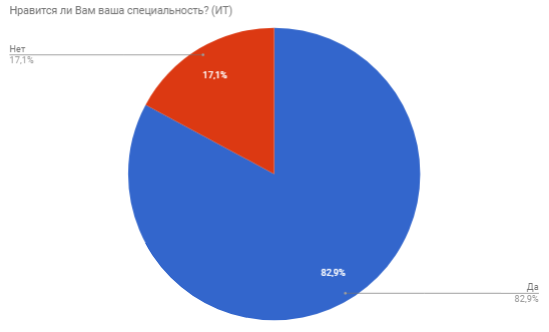 Нравится ли Вам ваша специальность? (ИТ)
Нет
17,1%
17,1%
82,9%
Да
82,9%